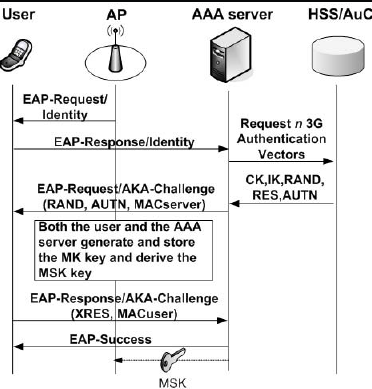 User AP AAA server HSS/AuC
EAP-Request/
Identity
EAP-Response/Identity
Request n 3G
Authentication
Vectors
CK,IK,RAND,
RES,AUTN
EAP-Request/AKA-Challenge
(RAND, AUTN, MACserver)
Both the user and the AAA
server generate and store
the MK key and derive the
MSK key
EAP-Response/AKA-Challenge
(XRES, MACuser)
EAP-Success
MSK